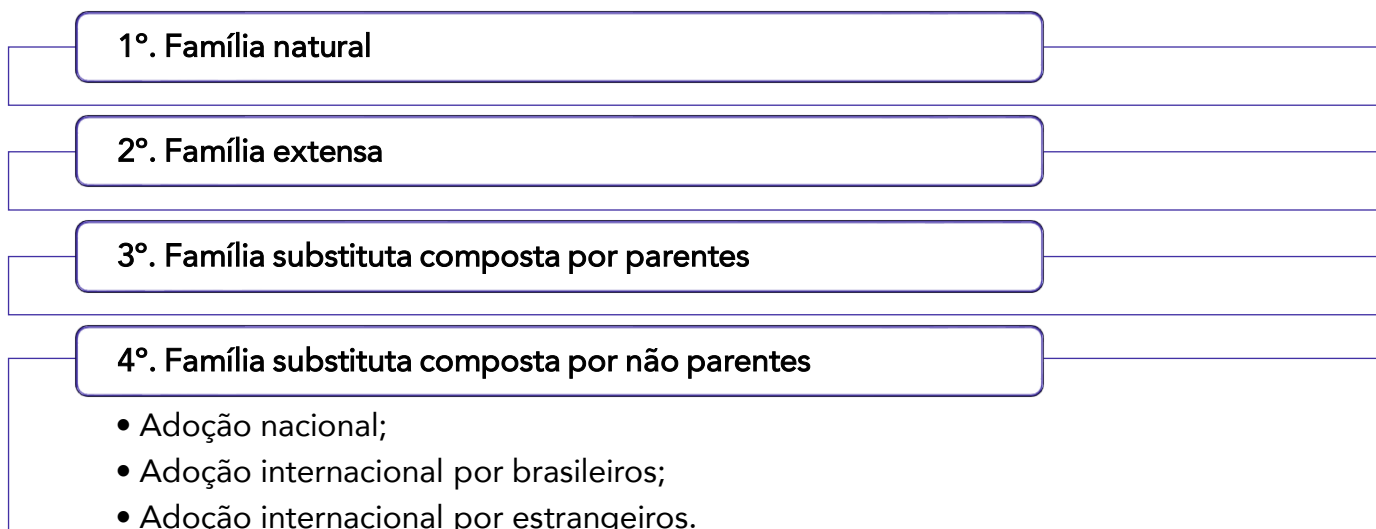 1º. Família natural
2º. Família extensa
3º. Família substituta composta por parentes
4º. Família substituta composta por não parentes
• Adoção nacional;
• Adoção internacional por brasileiros;
• Adoção internacional por estrangeiros.